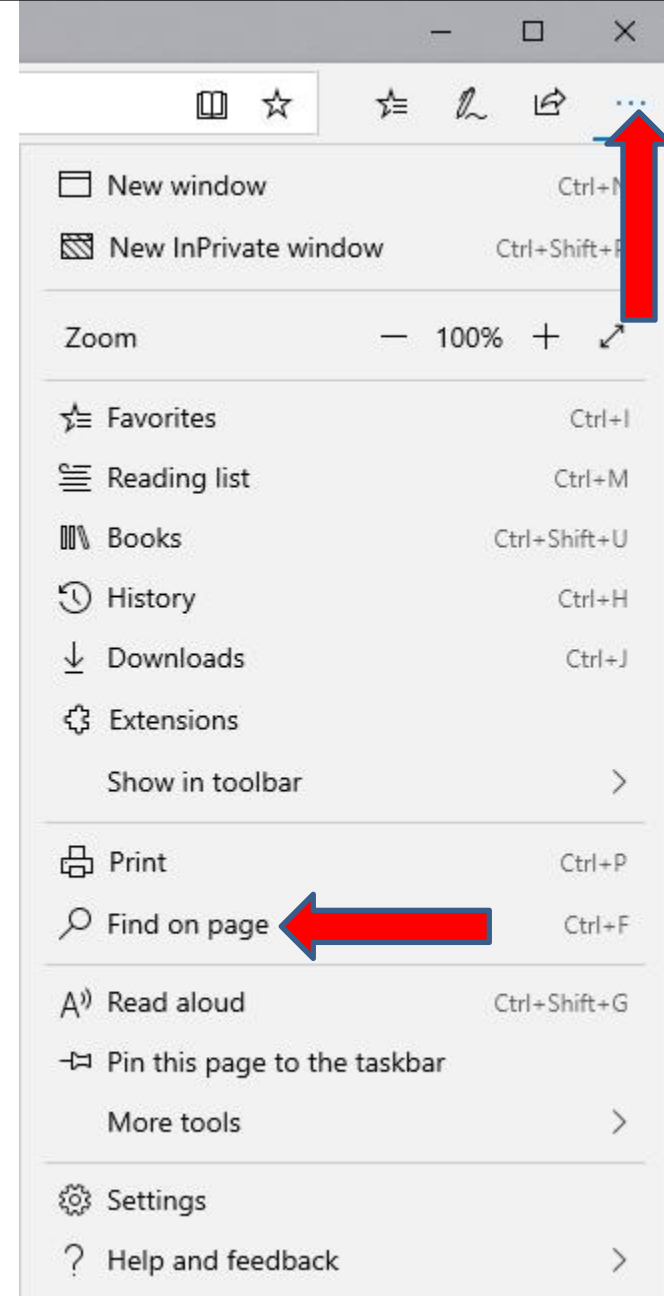 New window Ctrl+N
New InPrivate window Ctrl+Shift+P
Zoom — 100% +
Favorites Ctrl+I
Reading list Ctrl+M
Books Ctrl+Shift+U
History Ctrl+H
Downloads Ctrl+J
Extensions
Show in toolbar
Print Ctrl+P
Find on page Ctrl+F
Read aloud Ctrl+Shift+G
Pin this page to the taskbar
More tools
Settings
Help and feedback